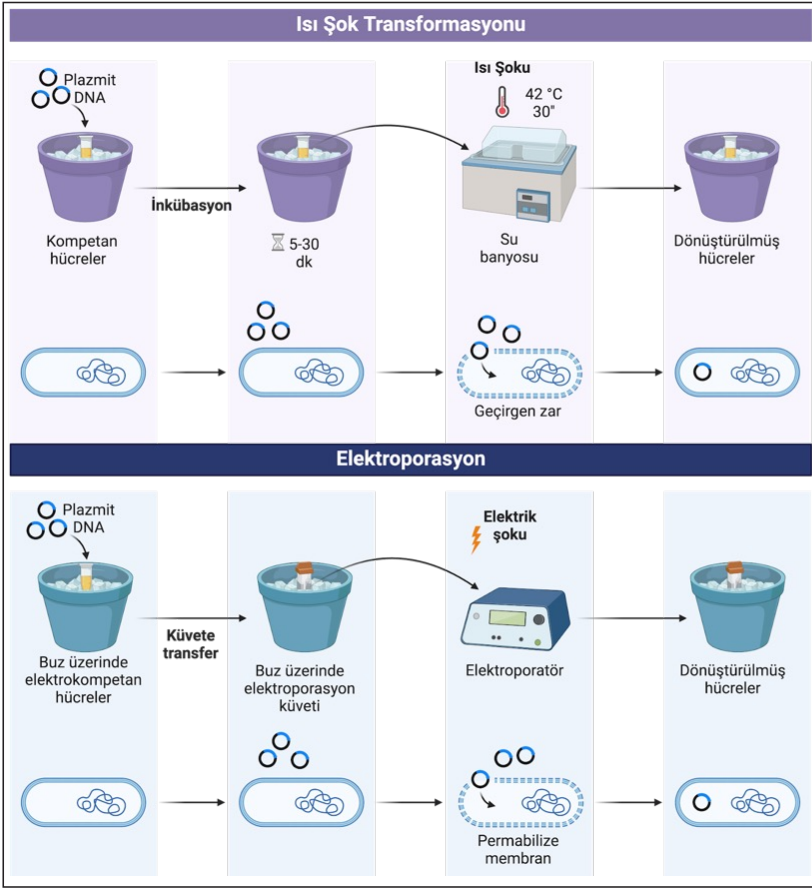 Isı Şok Transformasyonu
Plazmit
DNA
Isı Şoku
42 °C
30"
İnkübasyon
Kompetan
hücreler
5-30
dk
Su
banyosu
Dönüştürülmüş
hücreler
Geçirgen zar
Elektroporasyon
Plazmit
DNA
Elektrik
şoku
Küvete
transfer
Buz üzerinde
elektrokompetan
hücreler
Buz üzerinde
elektroporasyon
küveti
Elektroporatör
Dönüştürülmüş
hücreler
Permabilize
membran